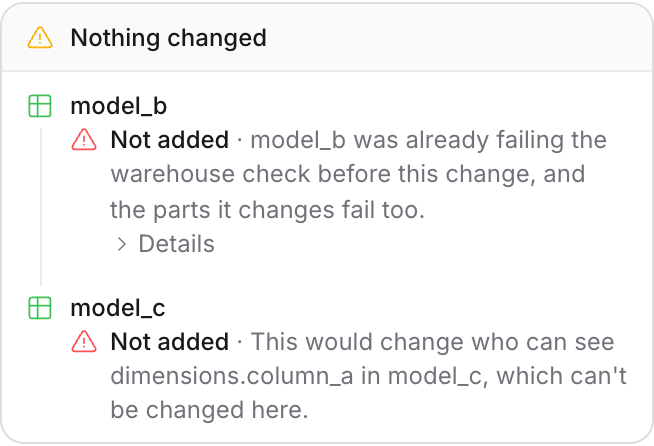 Nothing changed
model_b
Not added · model_b was already failing the
warehouse check before this change, and
the parts it changes fail too.
Details
model_c
Not added · This would change who can see
dimensions.column_a in model_c, which can't
be changed here.